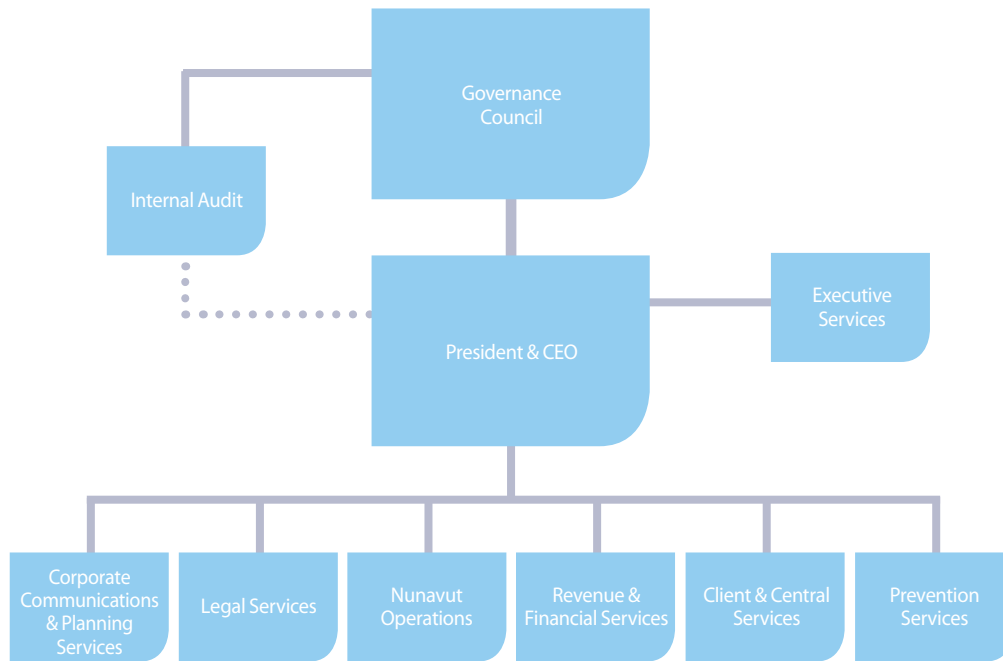 Governance
Council
Internal Audit
Executive
Services
President & CEO
Corporate
Communications
& Planning
Services
Legal Services
Nunavut
Operations
Revenue &
Financial Services
Client & Central
Services
Prevention
Services